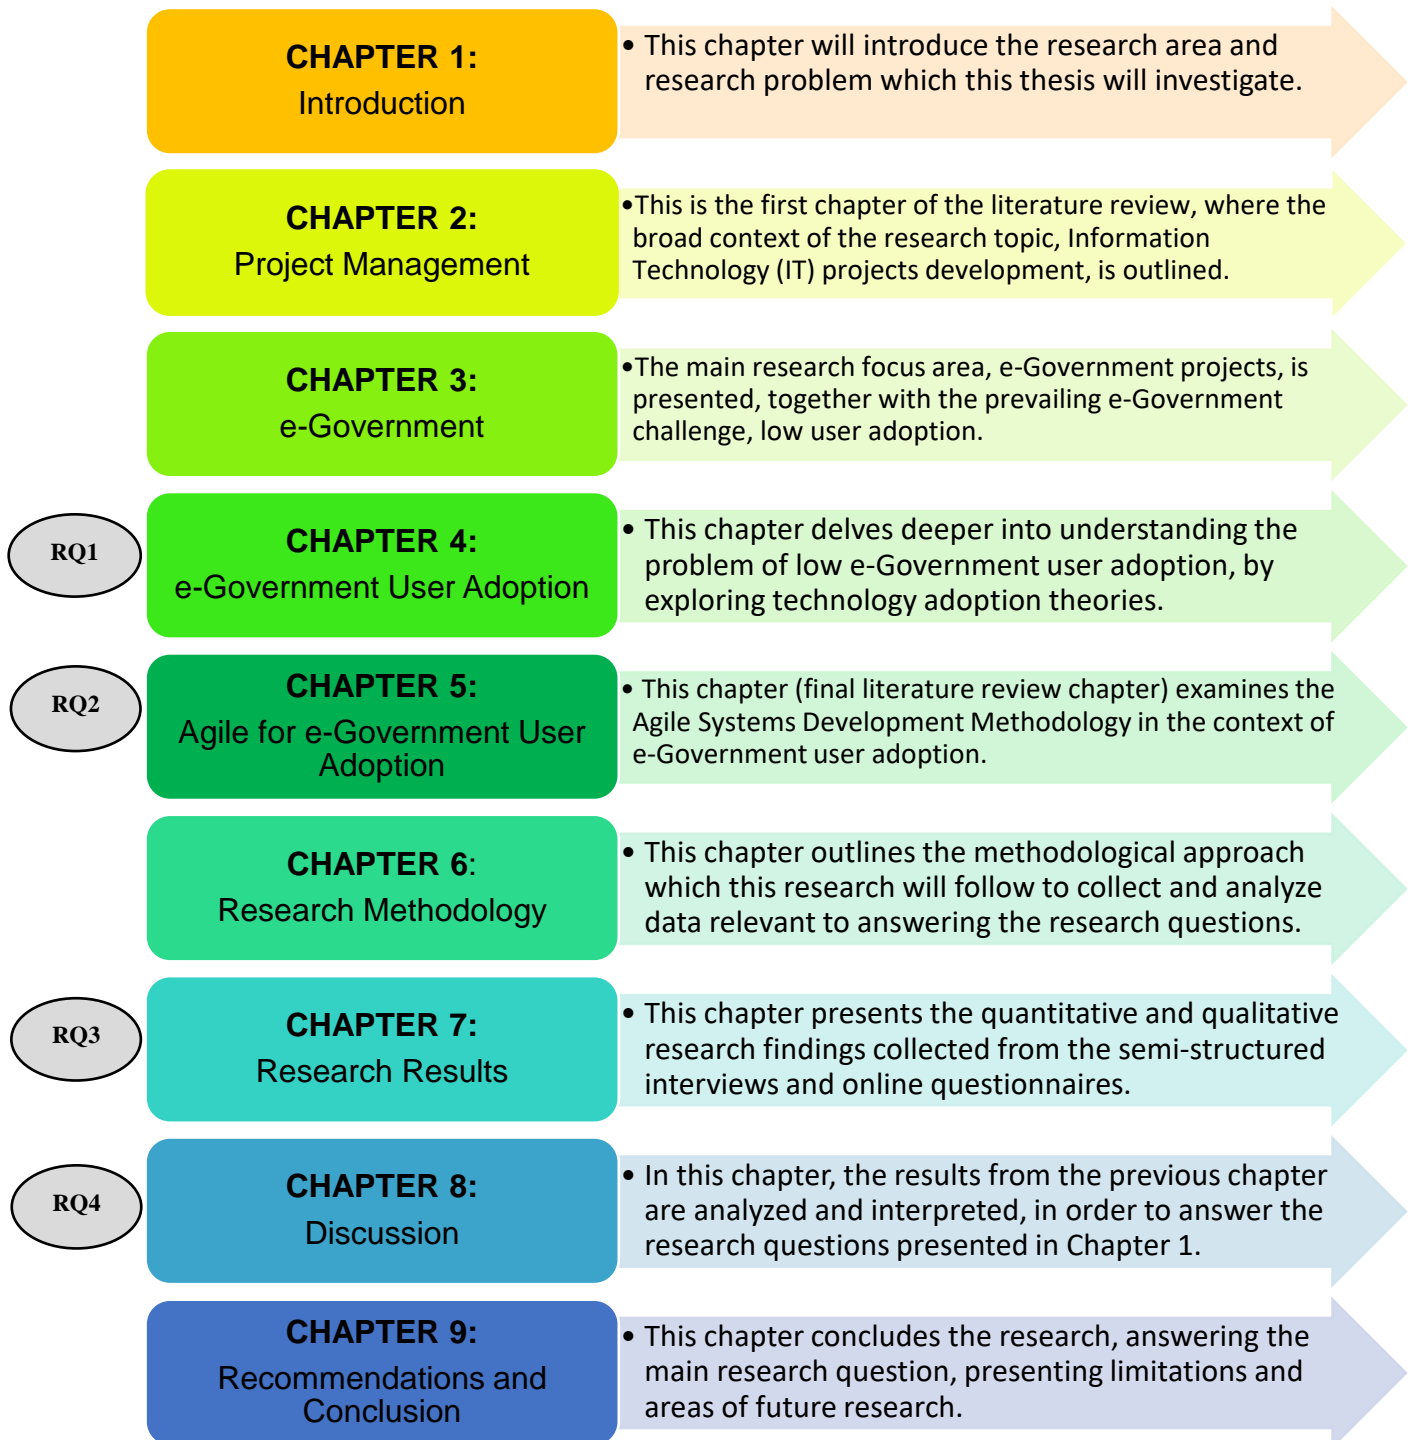 CHAPTER 1:
Introduction
• This chapter will introduce the research area and
research problem which this thesis will investigate.
CHAPTER 2:
Project Management
•This is the first chapter of the literature review, where the
broad context of the research topic, Information
Technology (IT) projects development, is outlined.
CHAPTER 3:
e-Government
•The main research focus area, e-Government projects, is
presented, together with the prevailing e-Government
challenge, low user adoption.
RQ1
CHAPTER 4:
e-Government User Adoption
• This chapter delves deeper into understanding the
problem of low e-Government user adoption, by
exploring technology adoption theories.
RQ2
CHAPTER 5:
Agile for e-Government User
Adoption
• This chapter (final literature review chapter) examines the
Agile Systems Development Methodology in the context of
e-Government user adoption.
CHAPTER 6:
Research Methodology
• This chapter outlines the methodological approach
which this research will follow to collect and analyze
data relevant to answering the research questions.
RQ3
CHAPTER 7:
Research Results
• This chapter presents the quantitative and qualitative
research findings collected from the semi-structured
interviews and online questionnaires.
RQ4
CHAPTER 8:
Discussion
• In this chapter, the results from the previous chapter
are analyzed and interpreted, in order to answer the
research questions presented in Chapter 1.
CHAPTER 9:
Recommendations and
Conclusion
• This chapter concludes the research, answering the
main research question, presenting limitations and
areas of future research.